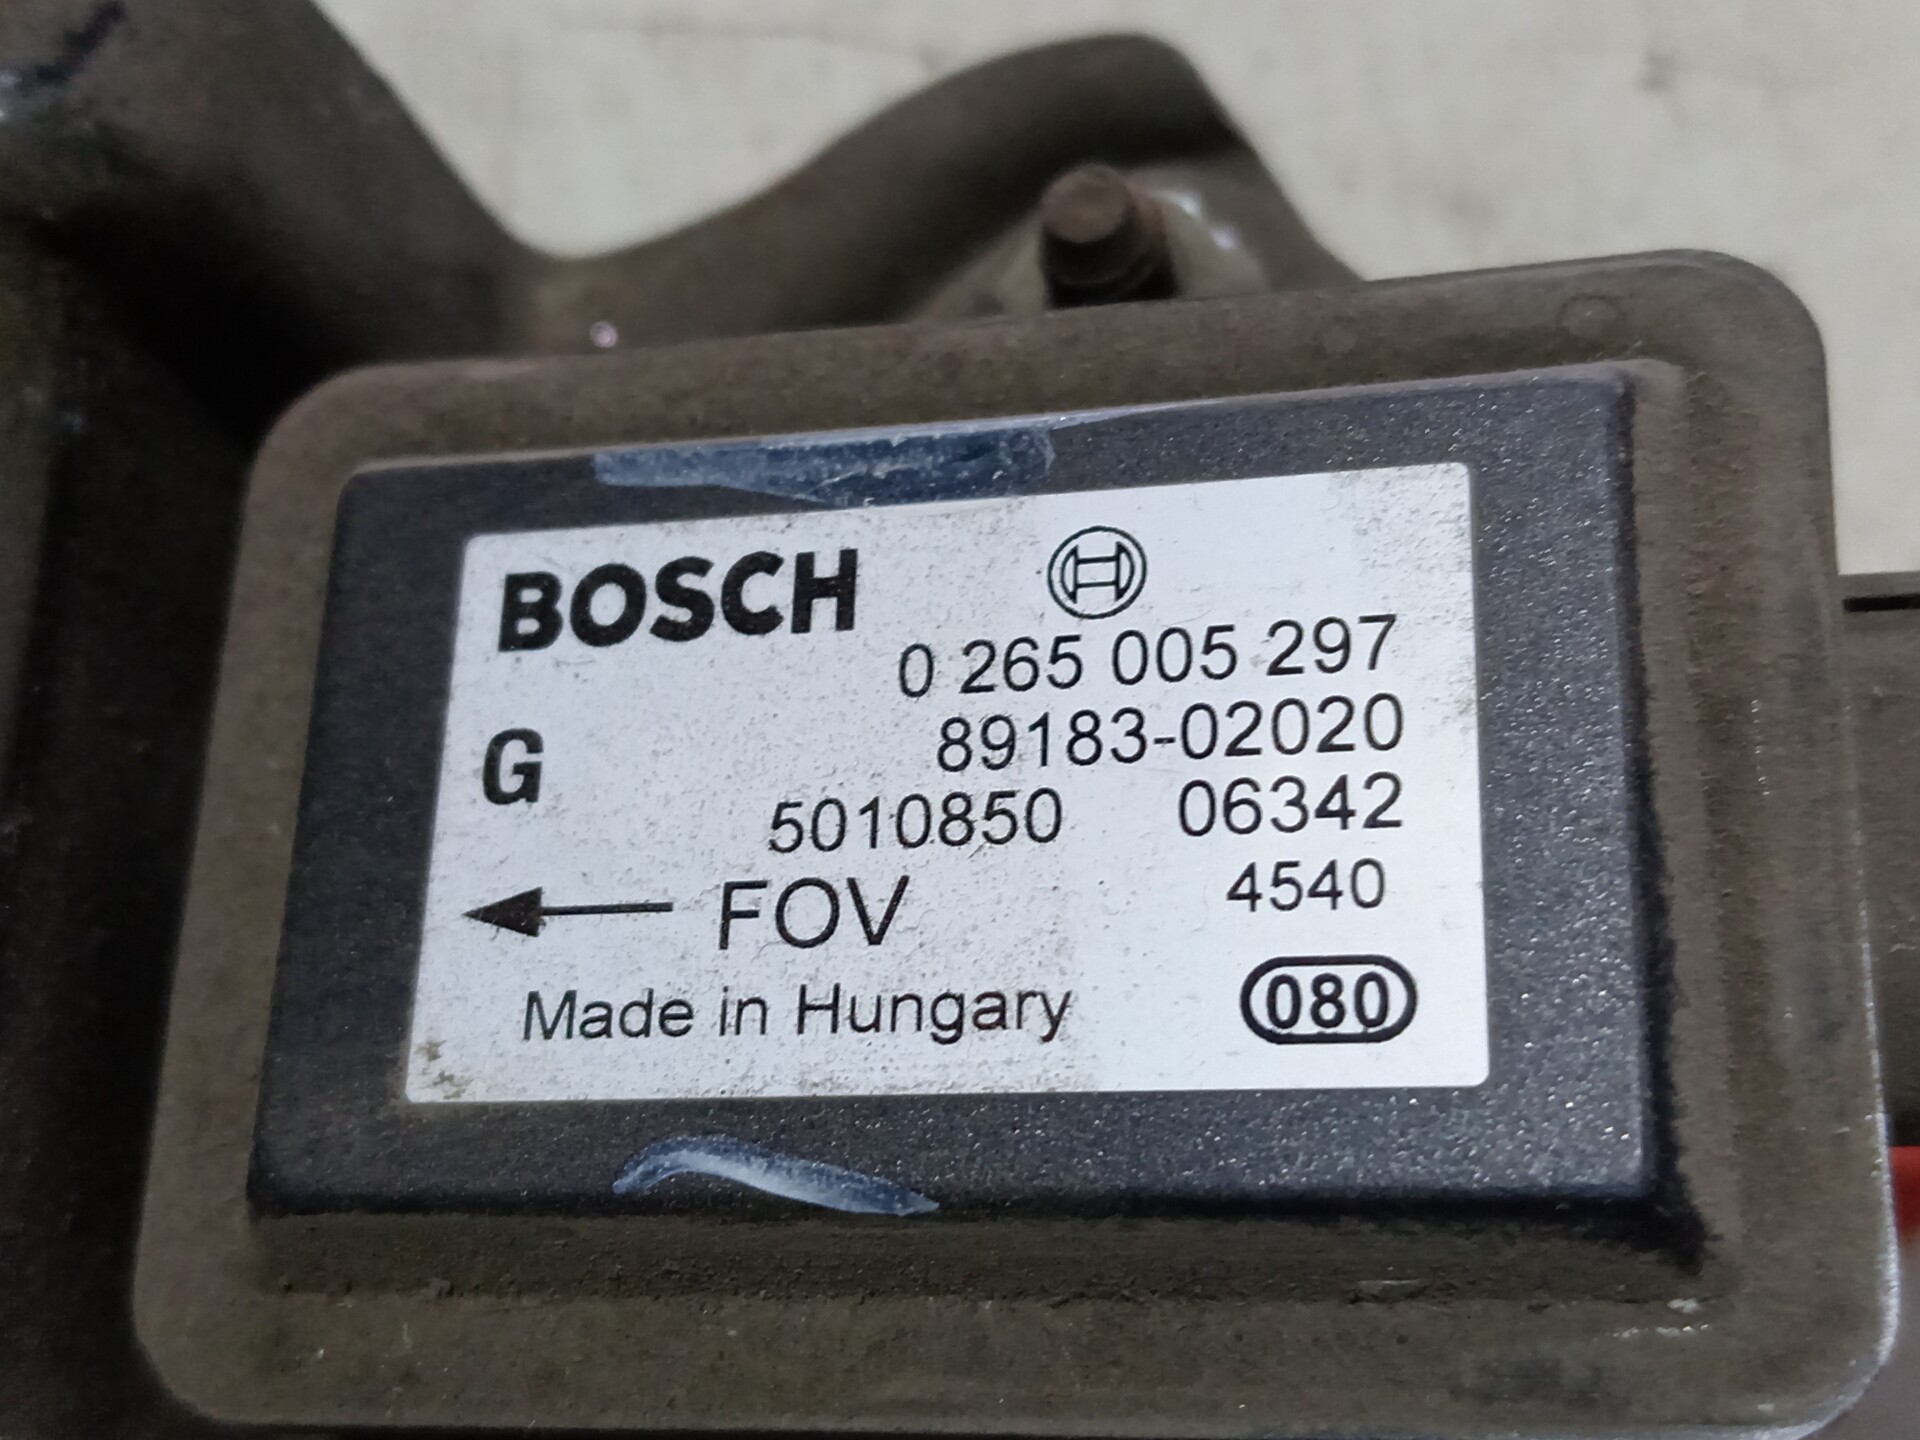 BOSCH
0 265 005 297
G 89183-02020
5010850 06342
FOV 4540
Made in Hungary 080